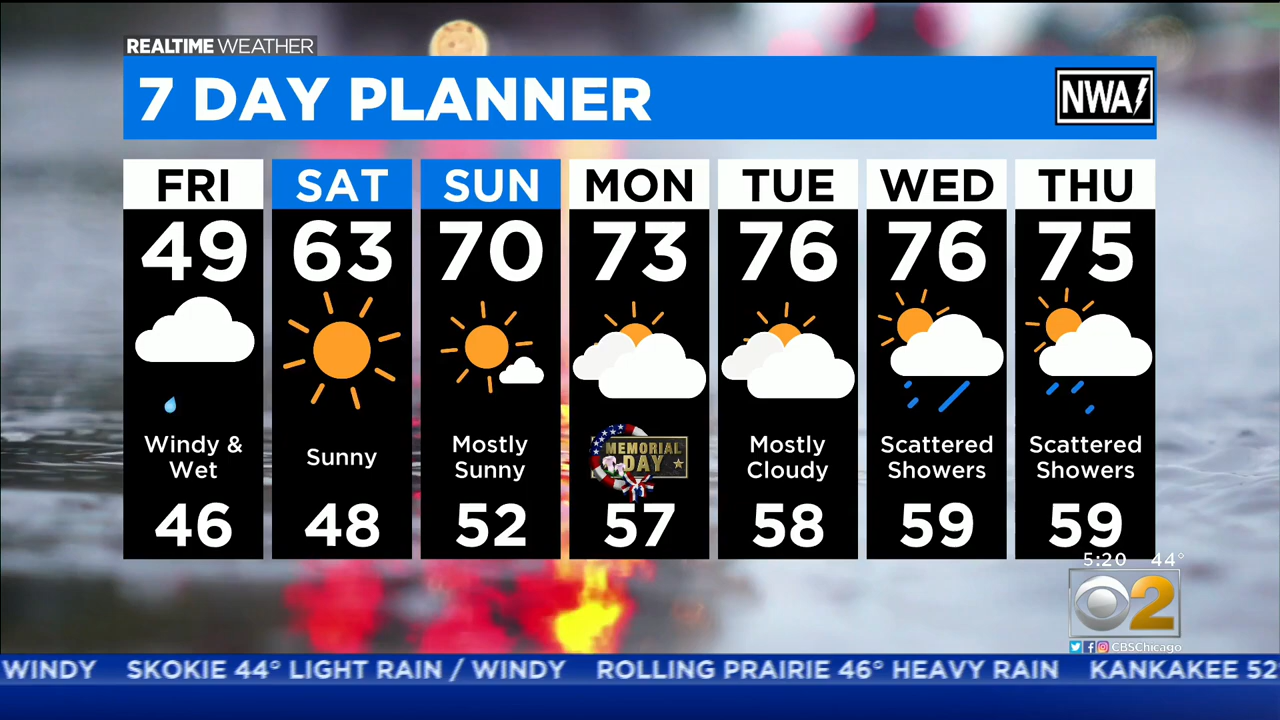 REALTIME WEATHER
7 DAY PLANNER
NWA
FRI
SAT
SUN
MON
TUE
WED
THU
49
63
70
73
76
76
75
Windy &
Wet
Sunny
Mostly
Sunny
MEMORIAL
DAY
Mostly
Cloudy
Scattered
Showers
Scattered
Showers
46
48
52
57
58
59
59
5:20 44°
2
CBSChicago
WINDY SKOKIE 44° LIGHT RAIN / WINDY ROLLING PRAIRIE 46° HEAVY RAIN KANKAKEE 52